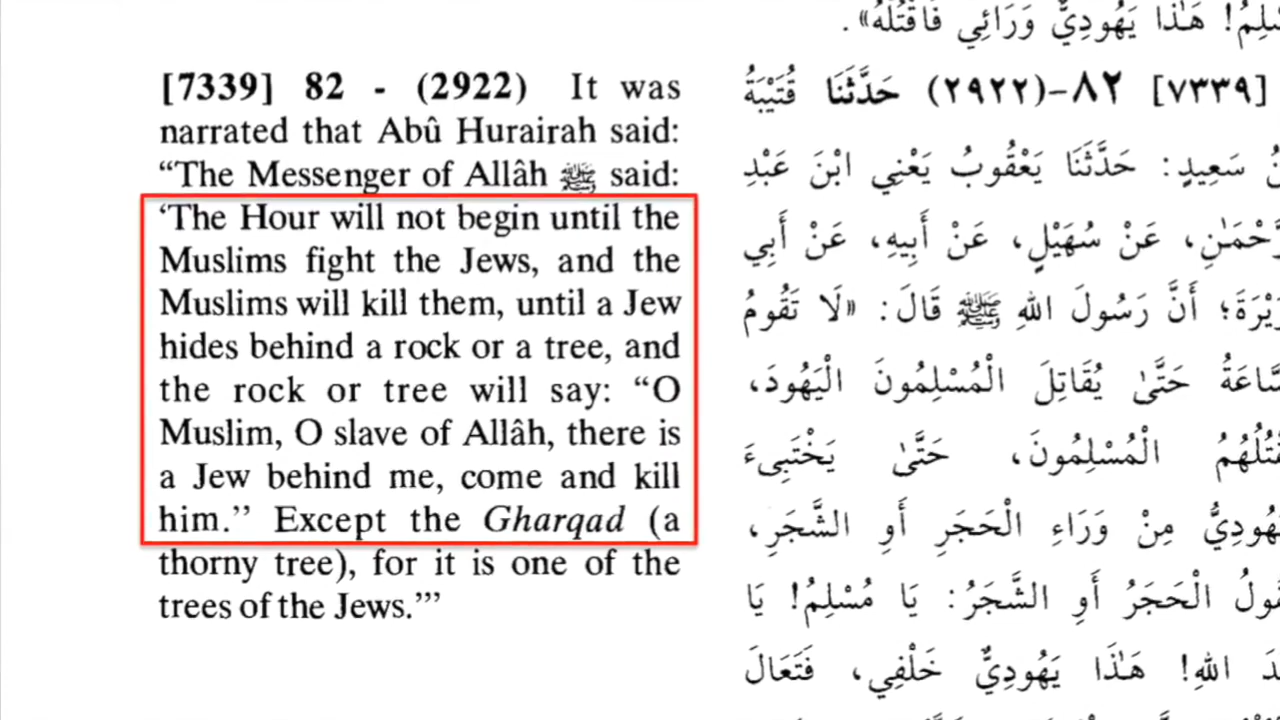 [7339] 82 - (2922) It was
narrated that Abû Hurairah said:
“The Messenger of Allâh ﷺ said:
‘The Hour will not begin until the
Muslims fight the Jews, and the
Muslims will kill them, until a Jew
hides behind a rock or a tree, and
the rock or tree will say: “O
Muslim, O slave of Allâh, there is
a Jew behind me, come and kill
him.” Except the Gharqad (a
thorny tree), for it is one of the
trees of the Jews.”’
هَٰذَا يَهُودِيٌّ وَرَائِي فَاقْتُلْهُ».
[٧٣٣٩] ٨٢-(٢٩٢٢) حَدَّثَنَا قُتَيْبَةُ
سَعِيدٍ: حَدَّثَنَا يَعْقُوبُ يَعْنِي ابْنَ عَبْدِ
عَنْ سُهَيْلٍ، عَنْ أَبِيهِ، عَنْ أَبِي
أَنَّ رَسُولَ اللهِ ﷺ قَالَ: «لَا تَقُومُ
حَتَّىٰ يُقَاتِلَ الْمُسْلِمُونَ الْيَهُودَ،
الْمُسْلِمُونَ، حَتَّىٰ يَخْتَبِىءَ
مِنْ وَرَاءِ الْحَجَرِ أَوِ الشَّجَرِ،
الْحَجَرُ أَوِ الشَّجَرُ: يَا مُسْلِمُ! يَا
اللهِ! هَٰذَا يَهُودِيٌّ خَلْفِي، فَتَعَالَ